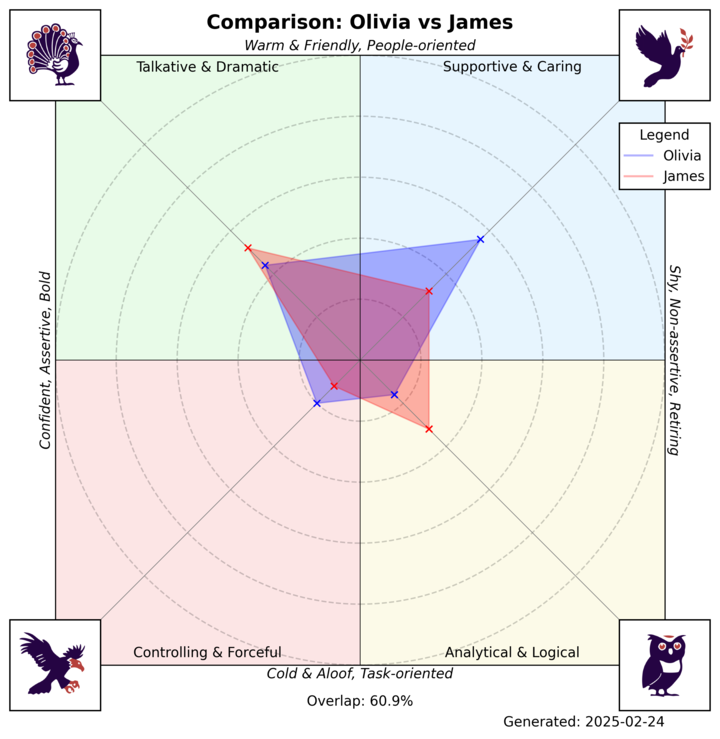 Comparison: Olivia vs James
Warm & Friendly, People-oriented
Talkative & Dramatic
Supportive & Caring
Legend
Olivia
James
Confident, Assertive, Bold
Shy, Non-assertive, Retiring
Controlling & Forceful
Analytical & Logical
Cold & Aloof, Task-oriented
Overlap: 60.9%
Generated: 2025-02-24